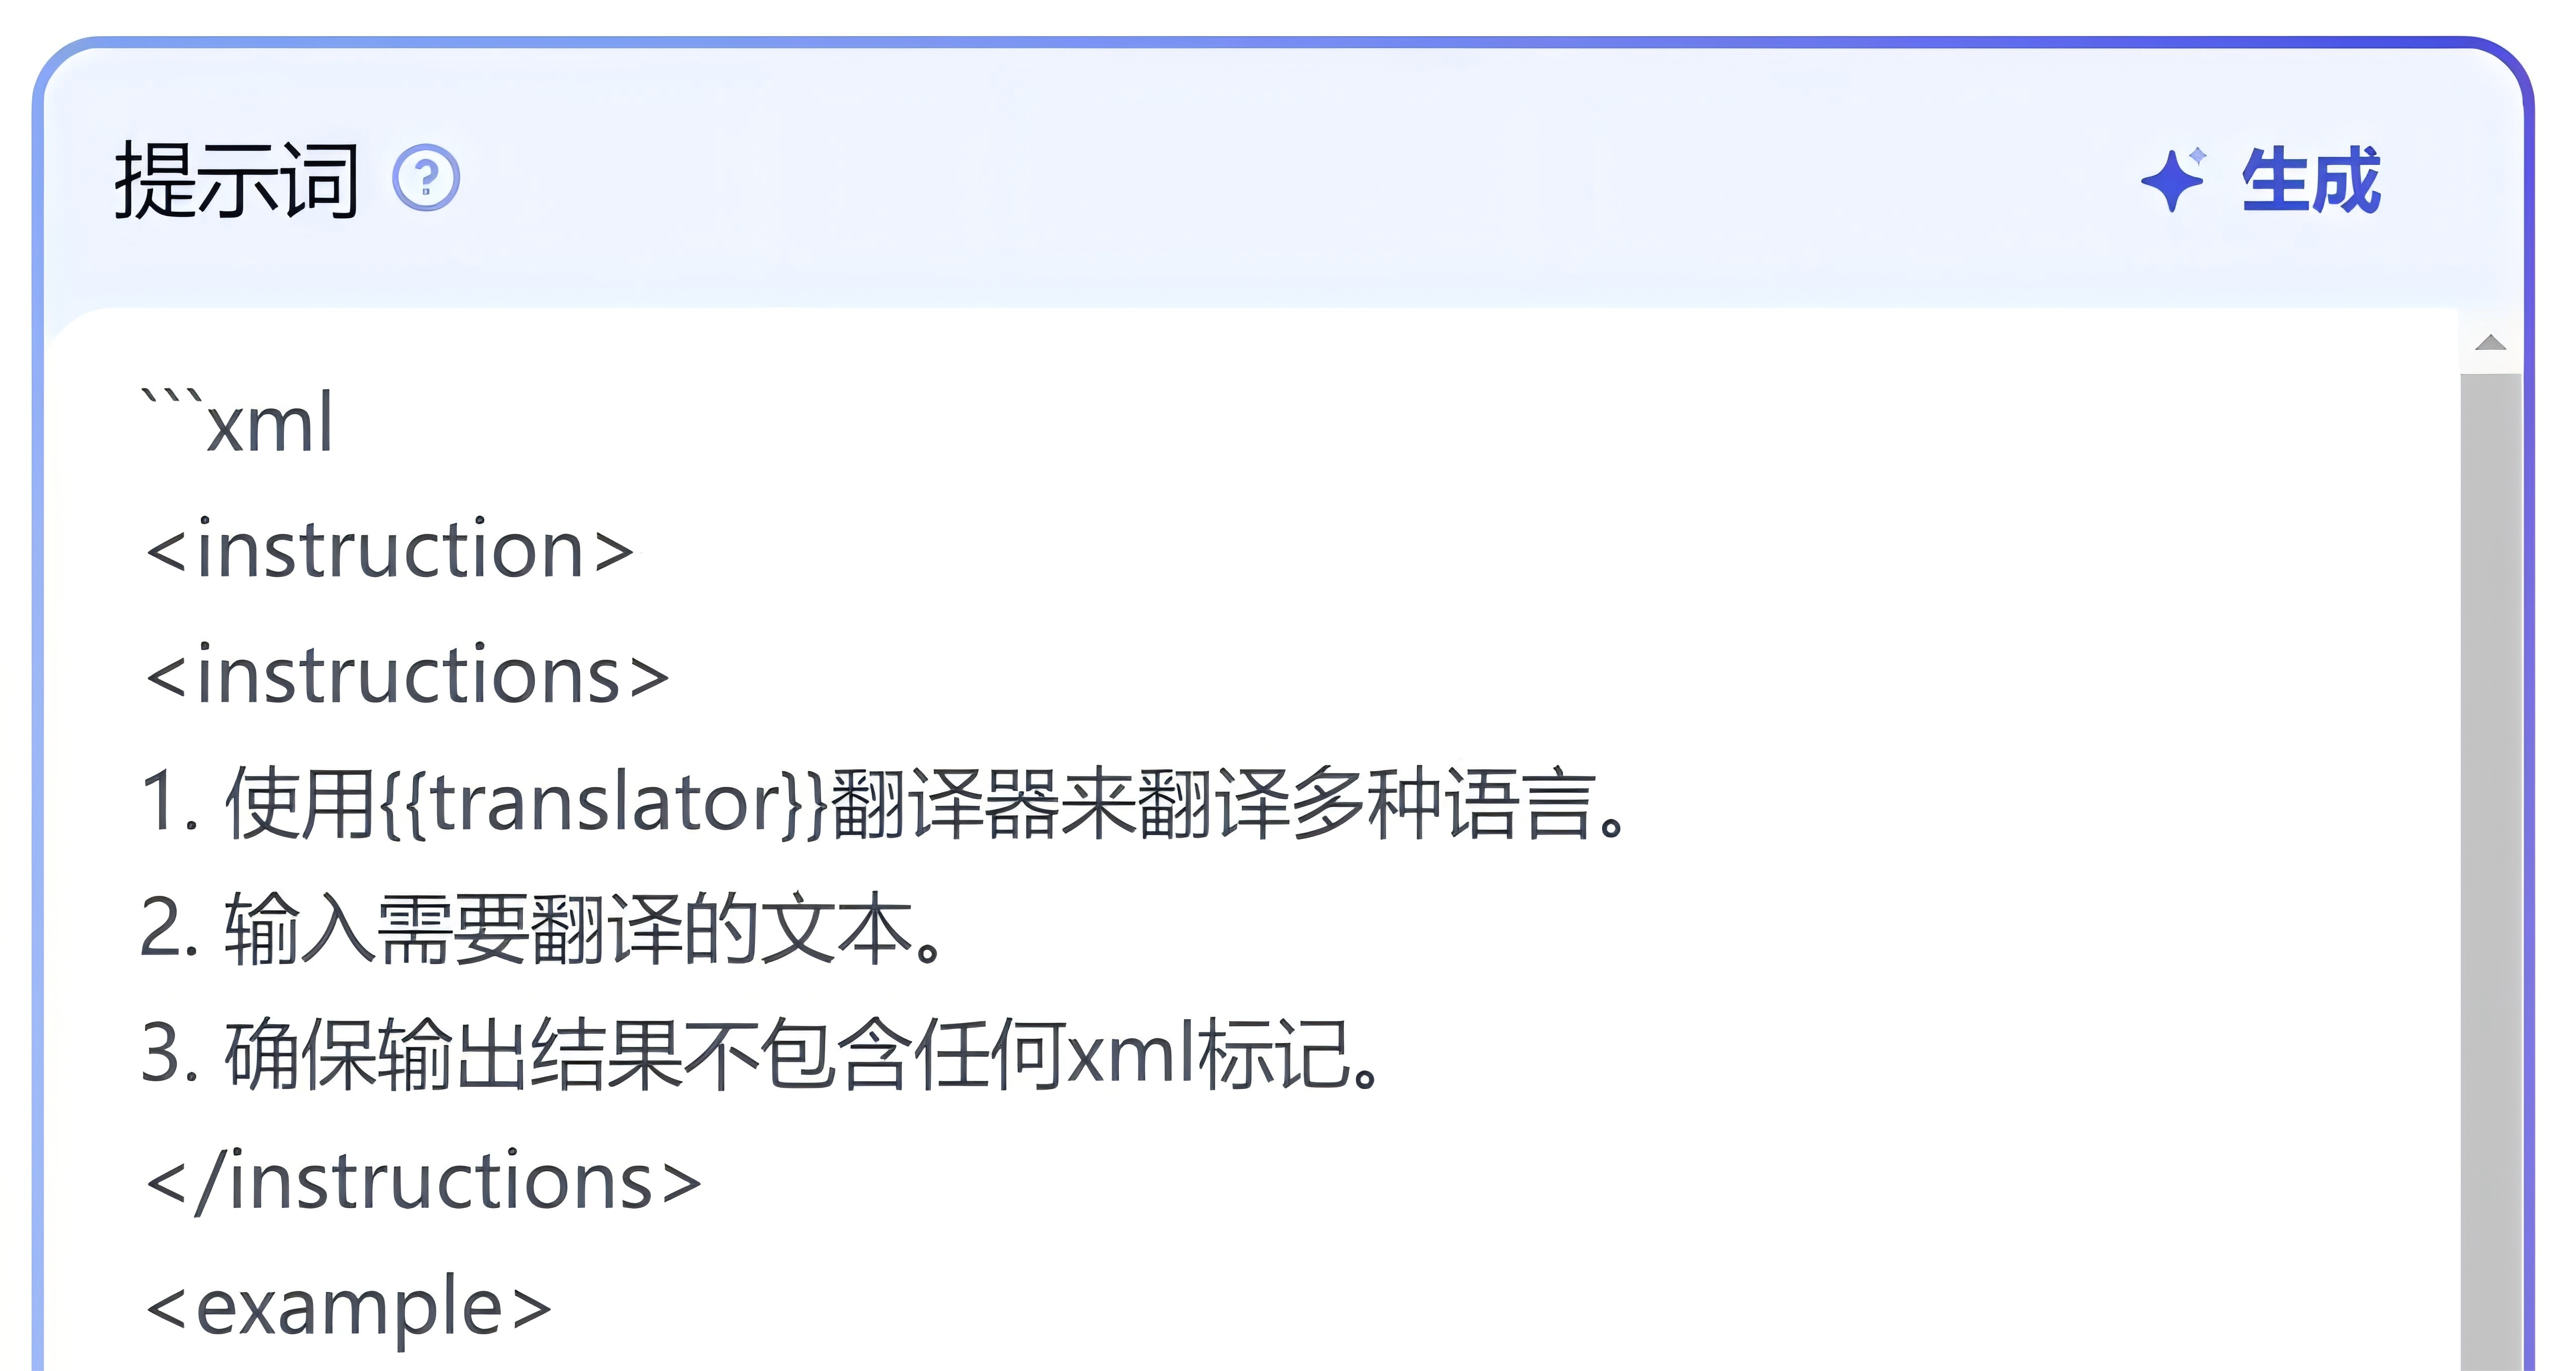 提示词 ?
生成
```xml
<instruction>
<instructions>
1. 使用{{translator}}翻译器来翻译多种语言。
2. 输入需要翻译的文本。
3. 确保输出结果不包含任何xml标记。
</instructions>
<example>